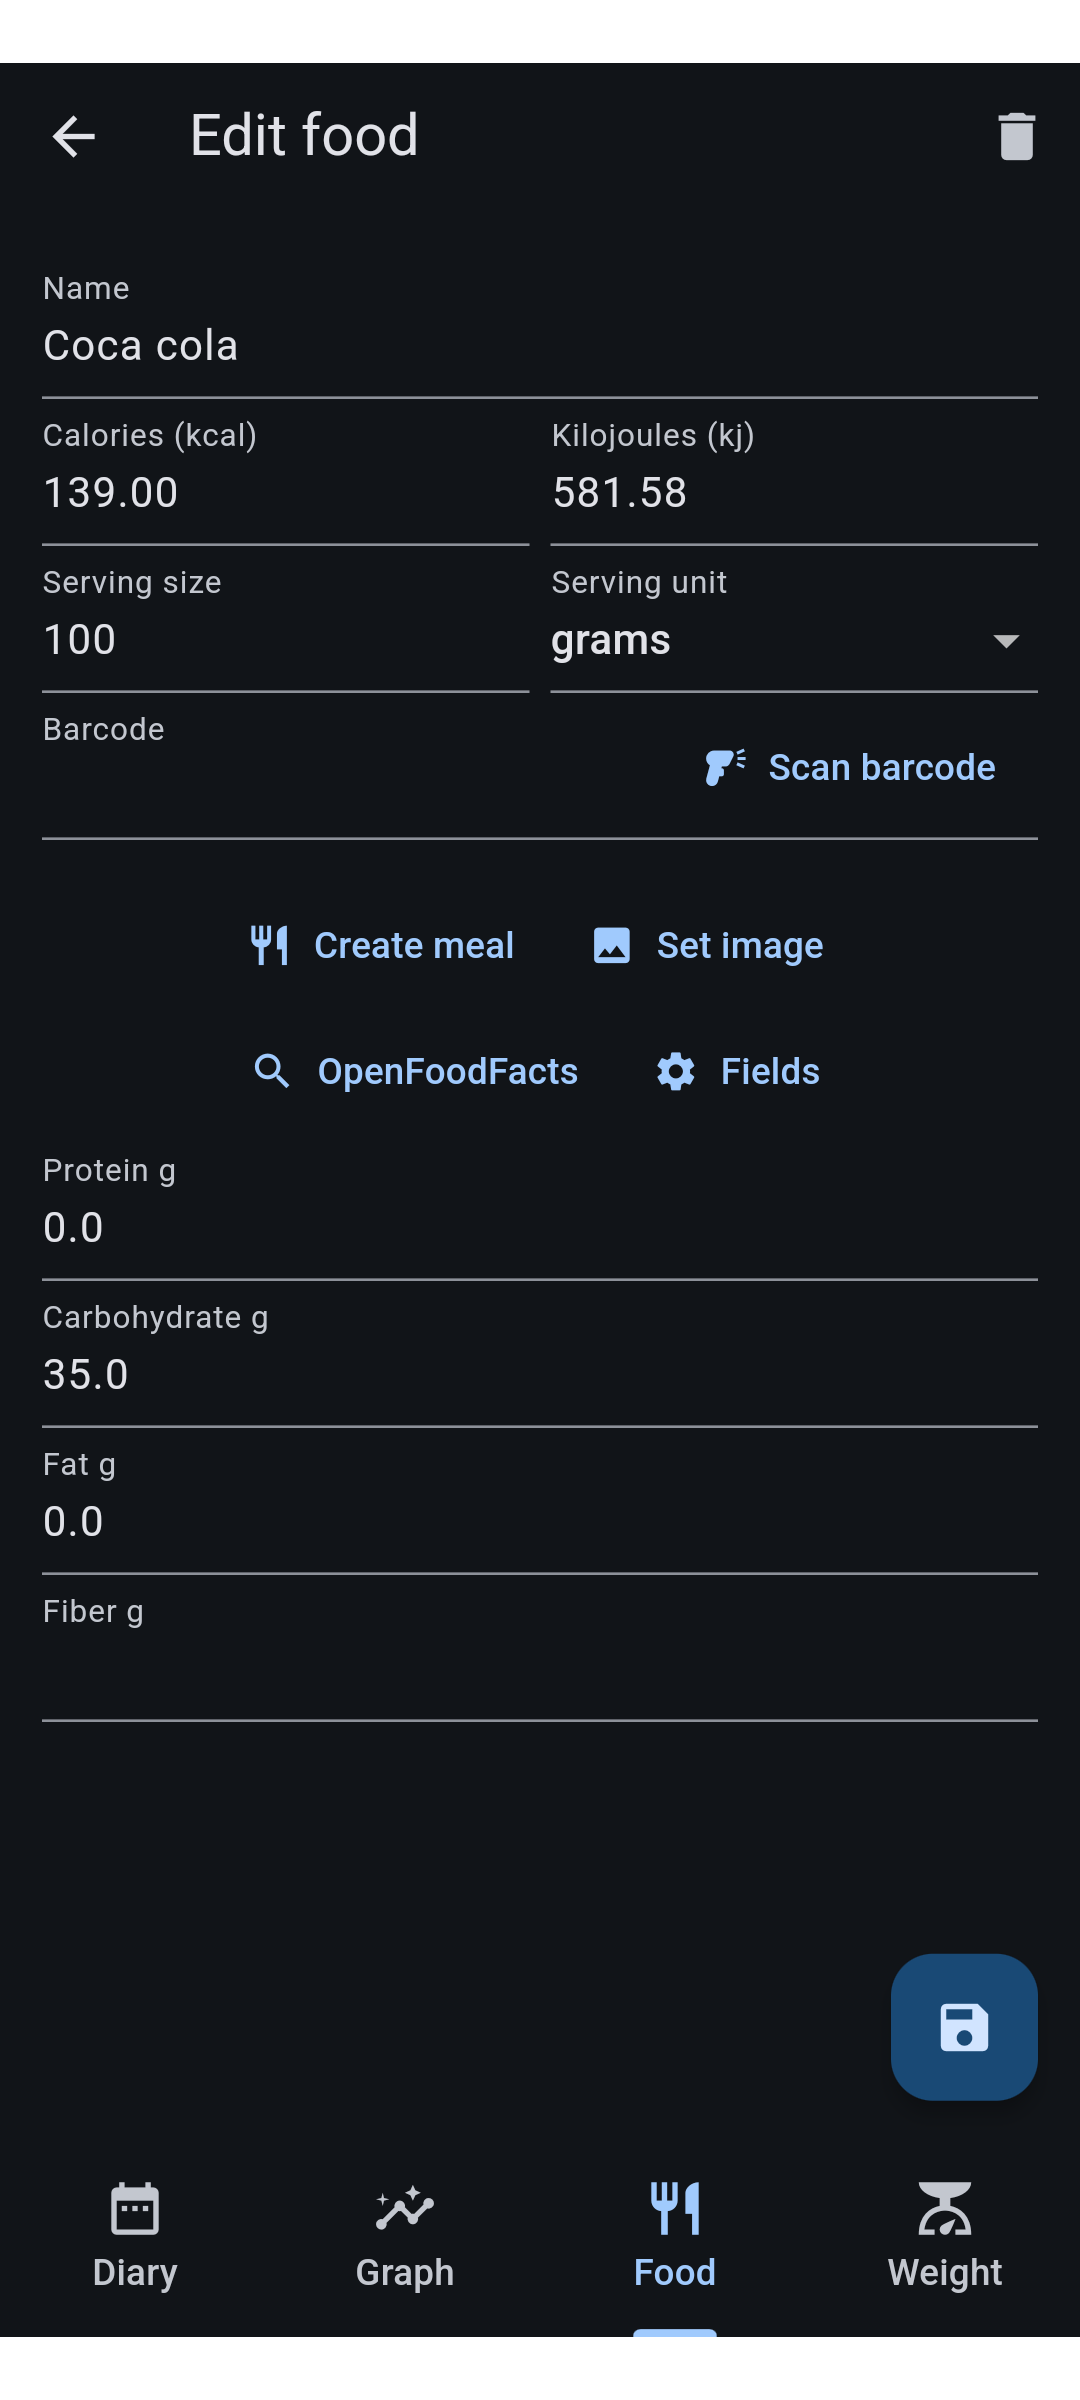 Edit food
Name
Coca cola
Calories (kcal) Kilojoules (kj)
139.00 581.58
Serving size Serving unit
100 grams
Barcode
Scan barcode
Create meal Set image
OpenFoodFacts Fields
Protein g
0.0
Carbohydrate g
35.0
Fat g
0.0
Fiber g
Diary Graph Food Weight